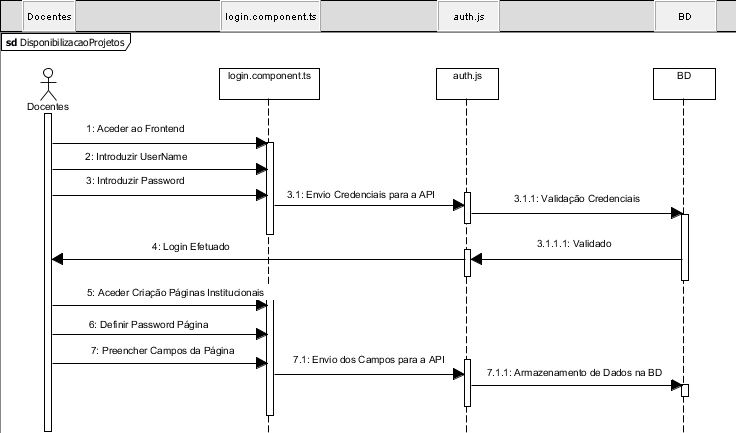 Docentes
login.component.ts
auth.js
BD
sd DisponibilizacaoProjetos
login.component.ts
auth.js
BD
Docentes
1: Aceder ao Frontend
2: Introduzir UserName
3: Introduzir Password
3.1: Envio Credenciais para a API
3.1.1: Validação Credenciais
4: Login Efetuado
3.1.1.1: Validado
5: Aceder Criação Páginas Institucionais
6: Definir Password Página
7: Preencher Campos da Página
7.1: Envio dos Campos para a API
7.1.1: Armazenamento de Dados na BD